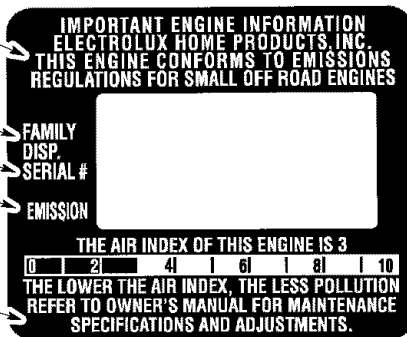 IMPORTANT ENGINE INFORMATION
ELECTROLUX HOME PRODUCTS, INC.
THIS ENGINE CONFORMS TO EMISSIONS
REGULATIONS FOR SMALL OFF ROAD ENGINES
FAMILY
DISP.
SERIAL #
EMISSION
THE AIR INDEX OF THIS ENGINE IS 3
0 2 4 6 8 10
THE LOWER THE AIR INDEX, THE LESS POLLUTION
REFER TO OWNER'S MANUAL FOR MAINTENANCE
SPECIFICATIONS AND ADJUSTMENTS.